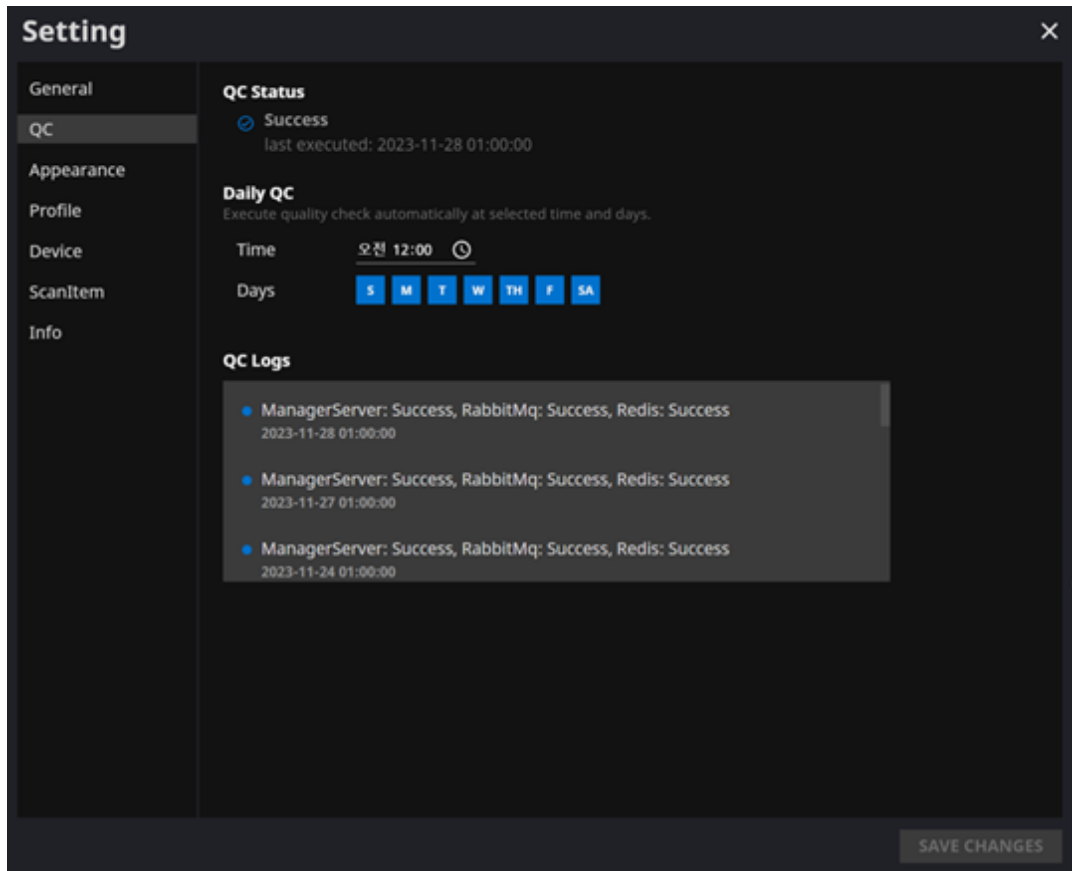 Setting
General
QC
Appearance
Profile
Device
ScanItem
Info
QC Status
Success
last executed: 2023-11-28 01:00:00
Daily QC
Execute quality check automatically at selected time and days.
Time 오전 12:00
Days S M T W TH F SA
QC Logs
ManagerServer: Success, RabbitMq: Success, Redis: Success
2023-11-28 01:00:00
ManagerServer: Success, RabbitMq: Success, Redis: Success
2023-11-27 01:00:00
ManagerServer: Success, RabbitMq: Success, Redis: Success
2023-11-24 01:00:00
SAVE CHANGES